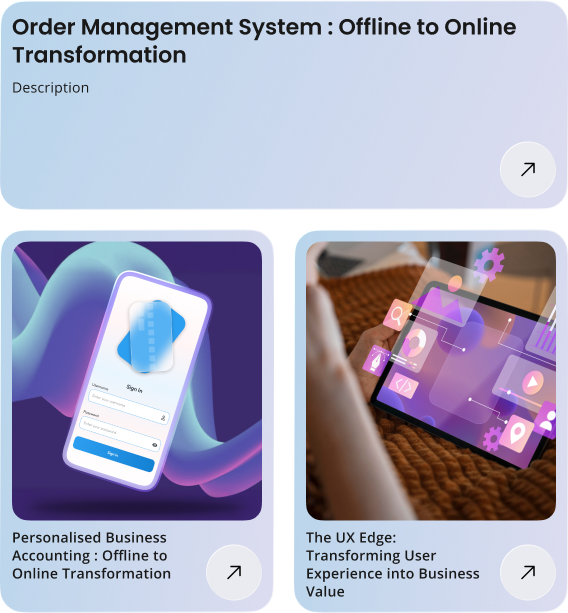 Order Management System : Offline to Online
Transformation
Description
Sign In
Username
Enter your username
Password
Enter your password
Sign In
Personalised Business
Accounting : Offline to
Online Transformation
The UX Edge:
Transforming User
Experience into Business
Value